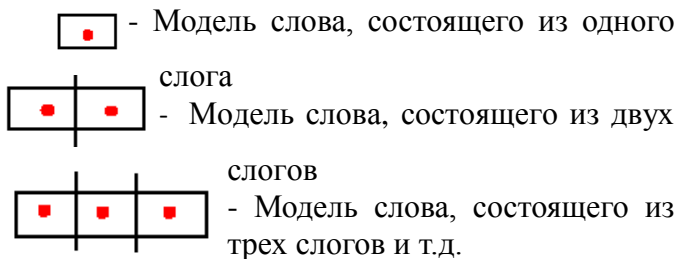 - Модель слова, состоящего из одного
слога
- Модель слова, состоящего из двух
слогов
- Модель слова, состоящего из
трех слогов и т.д.